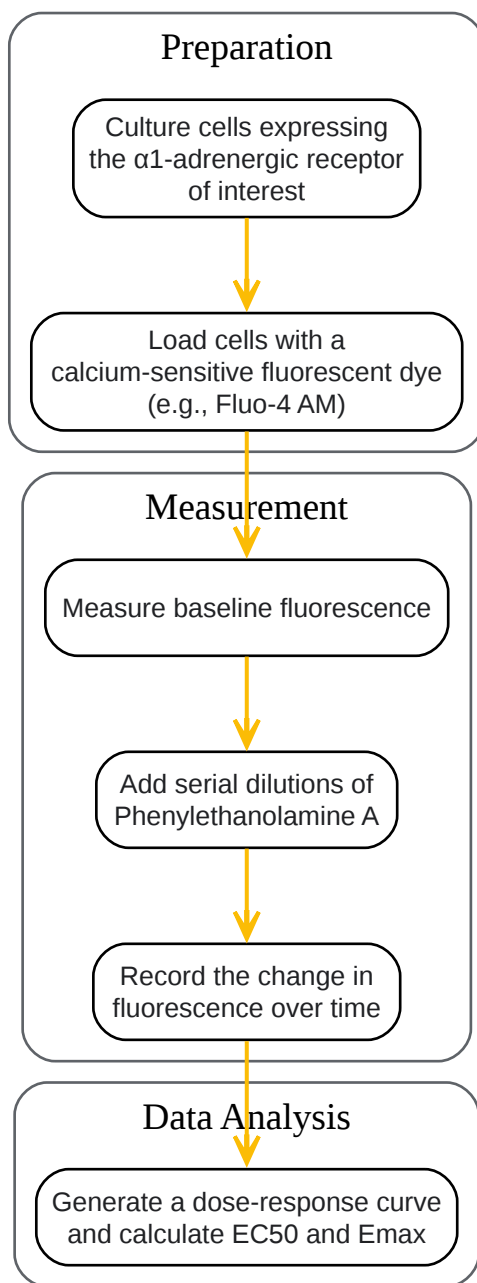 Preparation
Culture cells expressing
the α1-adrenergic receptor
of interest
Load cells with a
calcium-sensitive fluorescent dye
(e.g., Fluo-4 AM)
Measurement
Measure baseline fluorescence
Add serial dilutions of
Phenylethanolamine A
Record the change in
fluorescence over time
Data Analysis
Generate a dose-response curve
and calculate EC50 and Emax